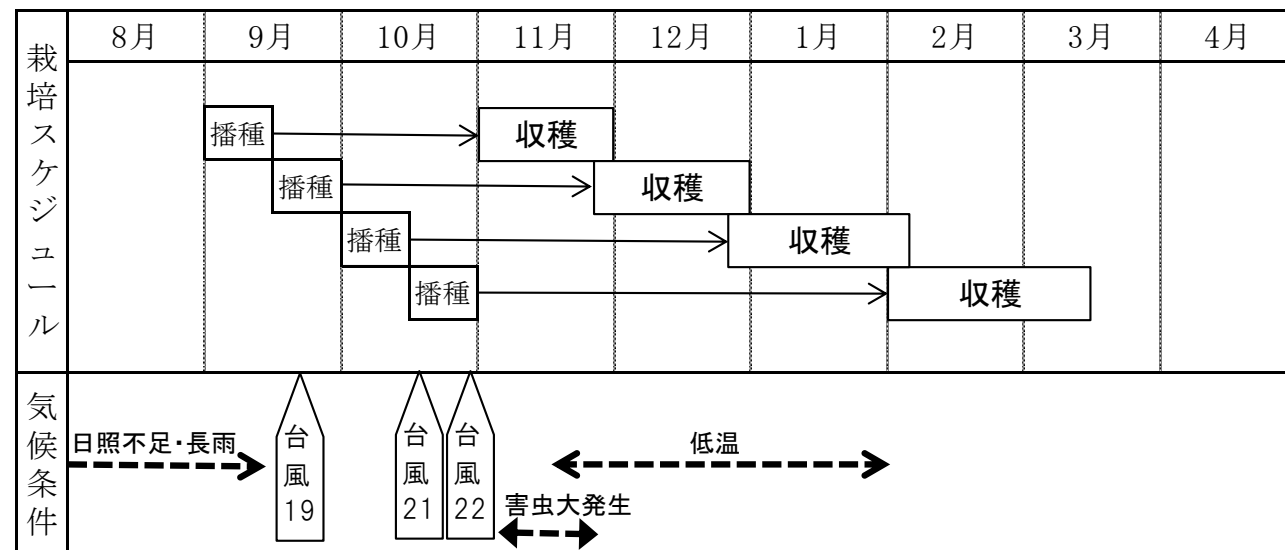 栽培スケジュール
8月 9月 10月 11月 12月 1月 2月 3月 4月
播種 収穫
播種 収穫
播種 収穫
播種 収穫
気候条件
日照不足・長雨
台風19
台風21
台風22
害虫大発生
低温